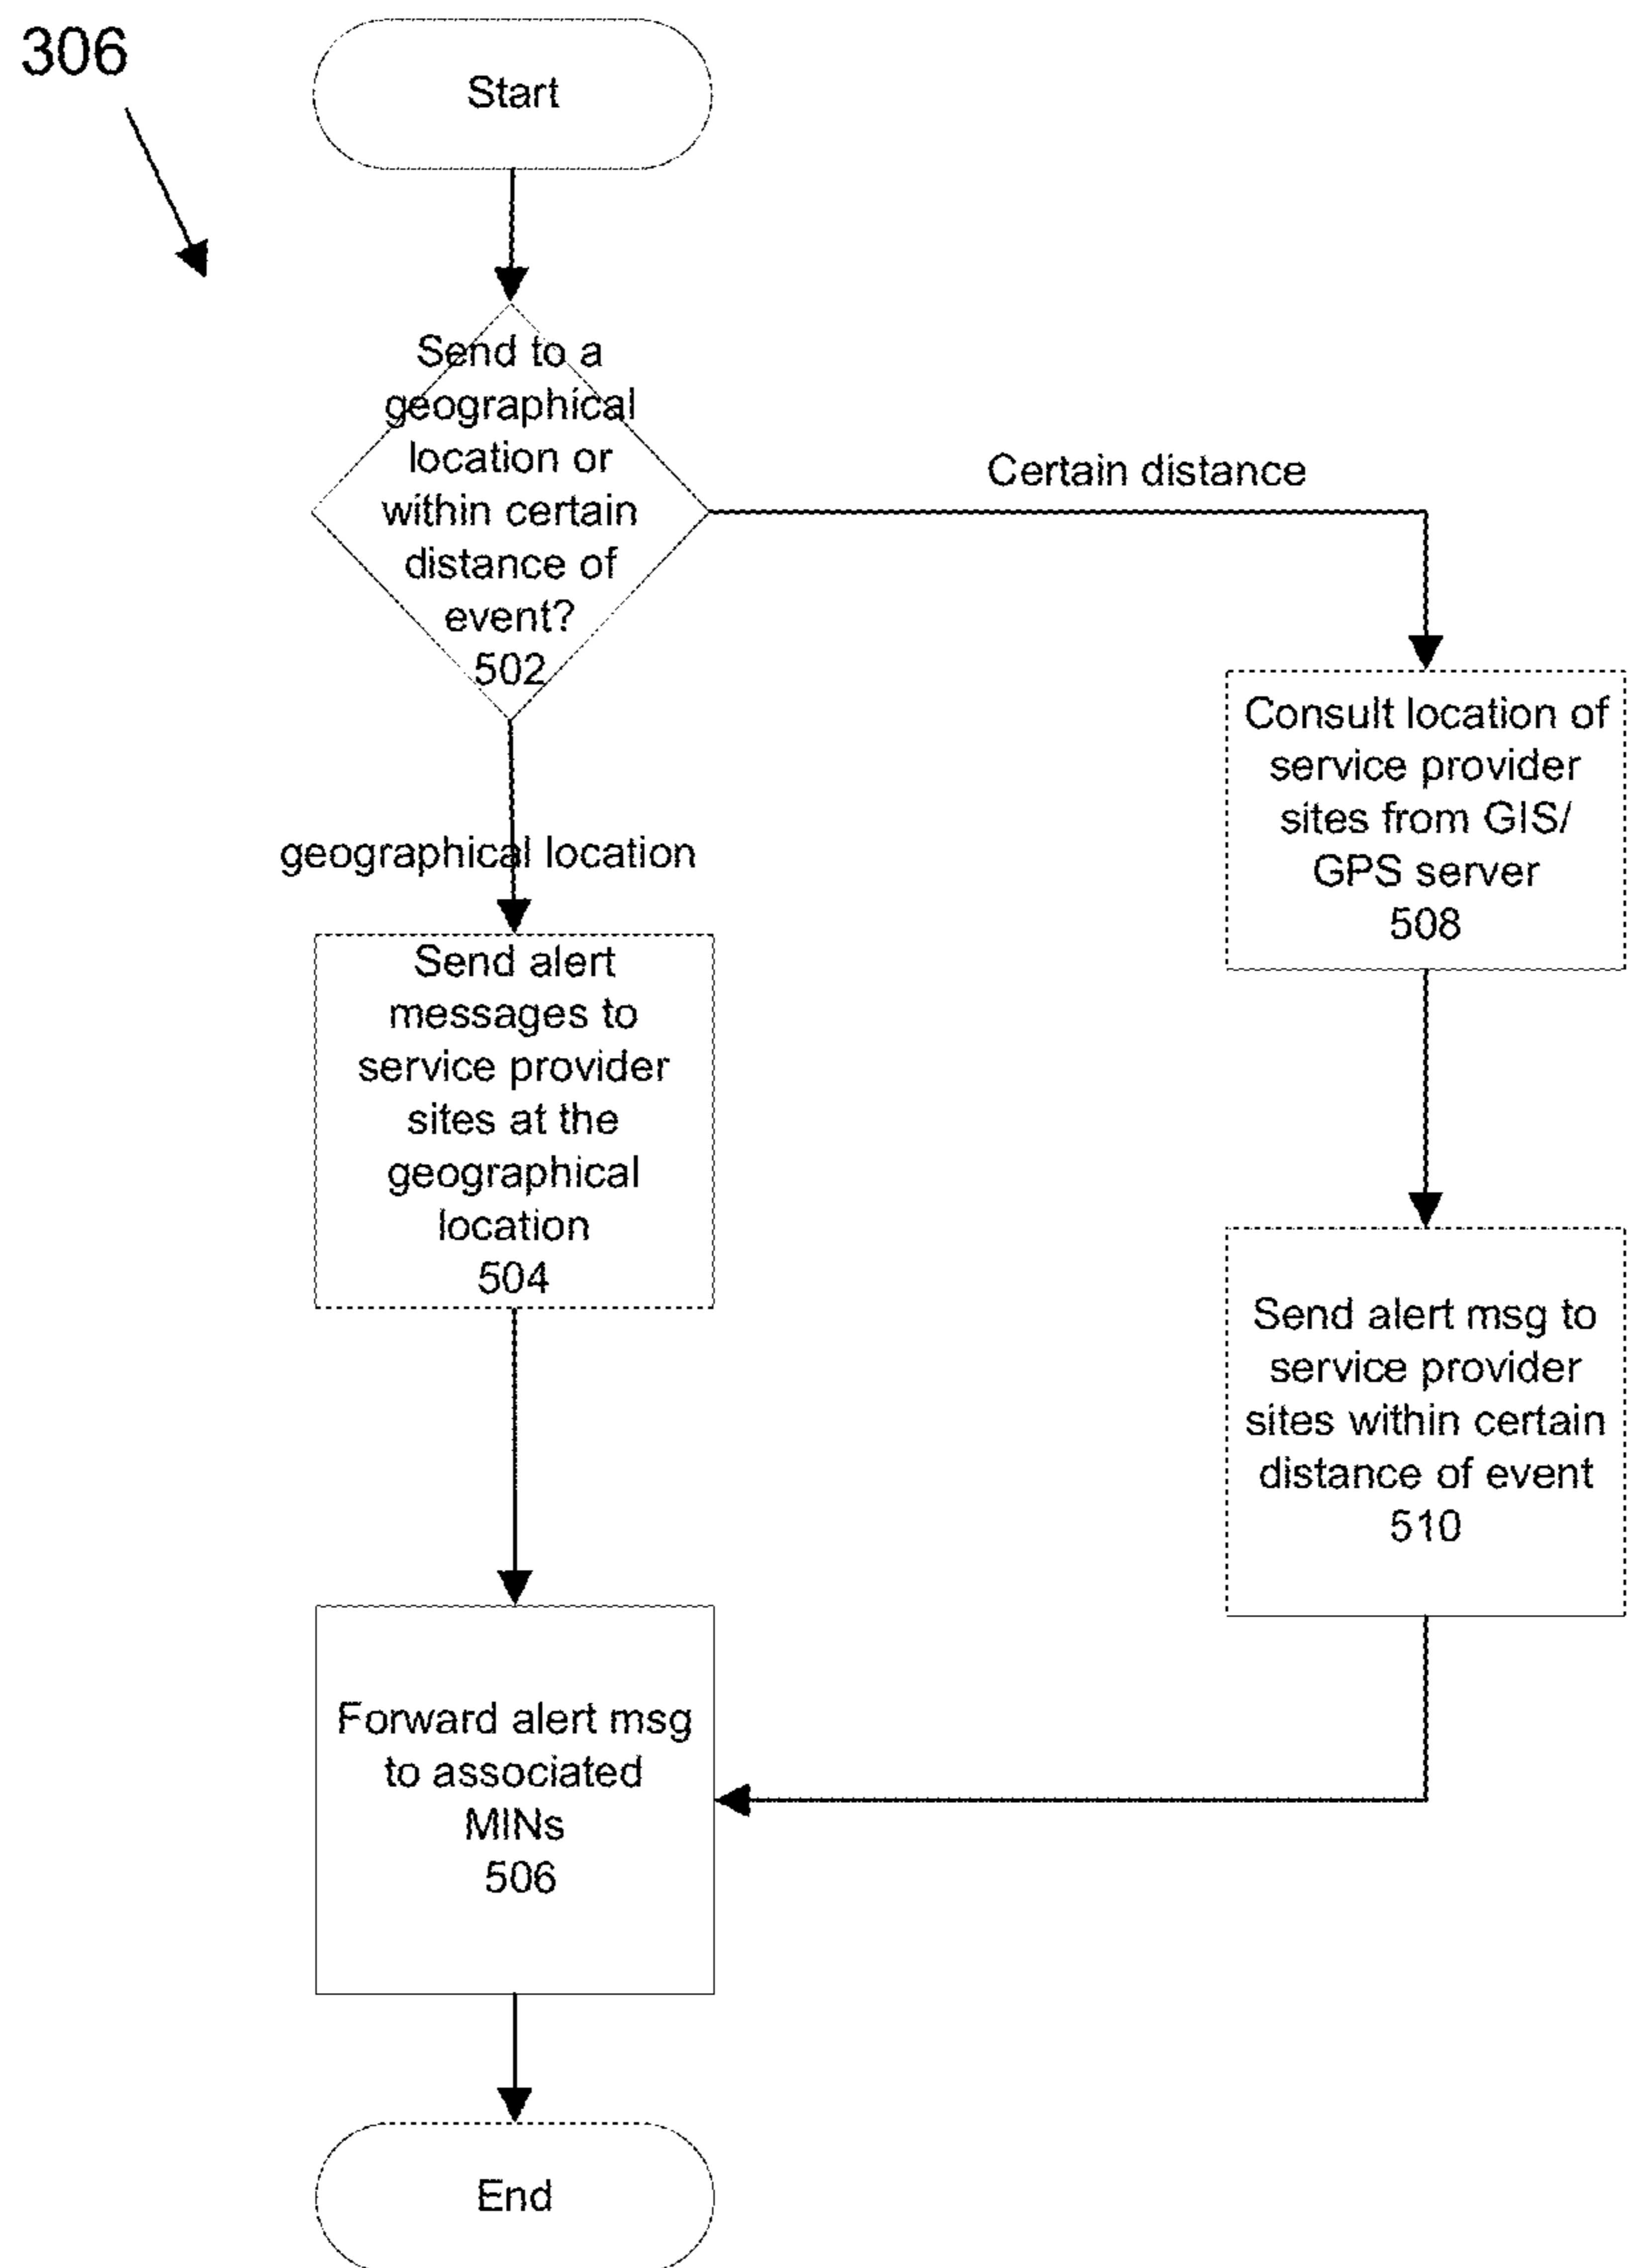 306
Start
Send to a
geographical
location or
within certain
distance of
event?
502
Certain distance
geographical location
Consult location of
service provider
sites from GIS/
GPS server
508
Send alert
messages to
service provider
sites at the
geographical
location
504
Send alert msg to
service provider
sites within certain
distance of event
510
Forward alert msg
to associated
MINs
506
End